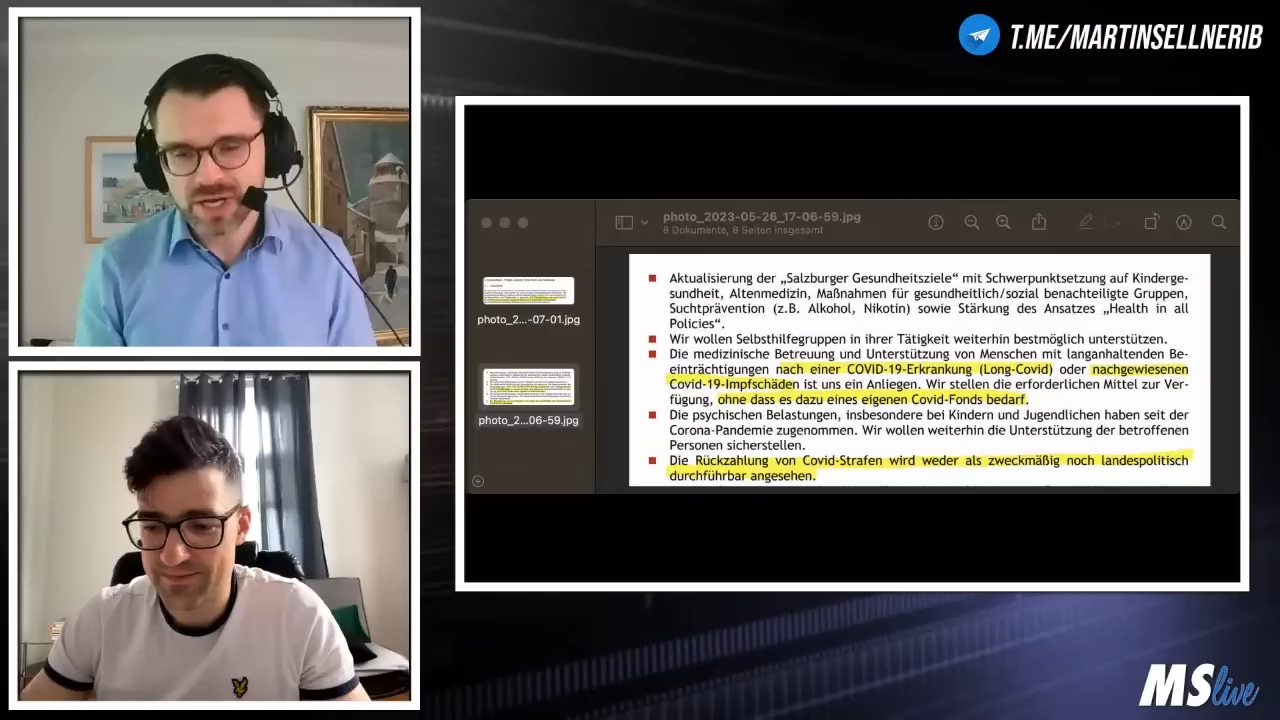 T.ME/MARTINSELLNERIB
photo_2023-05-26_17-06-59.jpg
8 Dokumente, 8 Seiten insgesamt
photo_2...-07-01.jpg
photo_2...06-59.jpg
Aktualisierung der „Salzburger Gesundheitsziele“ mit Schwerpunktsetzung auf Kinderge-
sundheit, Altenmedizin, Maßnahmen für gesundheitlich/sozial benachteiligte Gruppen,
Suchtprävention (z.B. Alkohol, Nikotin) sowie Stärkung des Ansatzes „Health in all
Policies“.
Wir wollen Selbsthilfegruppen in ihrer Tätigkeit weiterhin bestmöglich unterstützen.
Die medizinische Betreuung und Unterstützung von Menschen mit langanhaltenden Be-
einträchtigungen nach einer COVID-19-Erkrankung (Long-Covid) oder nachgewiesenen
Covid-19-Impfschäden ist uns ein Anliegen. Wir stellen die erforderlichen Mittel zur Ver-
fügung, ohne dass es dazu eines eigenen Covid-Fonds bedarf.
Die psychischen Belastungen, insbesondere bei Kindern und Jugendlichen haben seit der
Corona-Pandemie zugenommen. Wir wollen weiterhin die Unterstützung der betroffenen
Personen sicherstellen.
Die Rückzahlung von Covid-Strafen wird weder als zweckmäßig noch landespolitisch
durchführbar angesehen.
MSlive